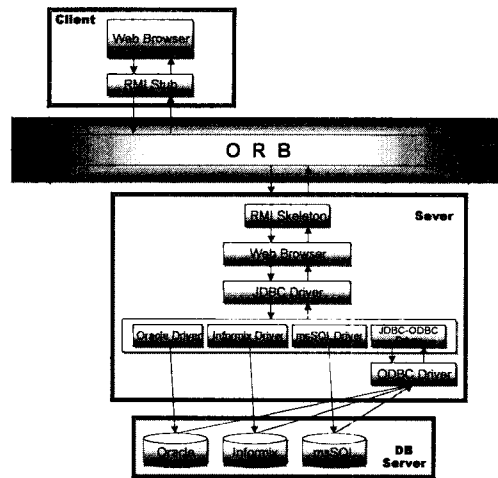 Client
Web Browser
RMI Stub
O R B
RMI Skeleton
Sever
Web Browser
JDBC Driver
Oracle Driver
Informix Driver
msSQL Driver
JDBC-ODBC
ODBC Driver
Oracle
Informix
msSQL
DB
Server